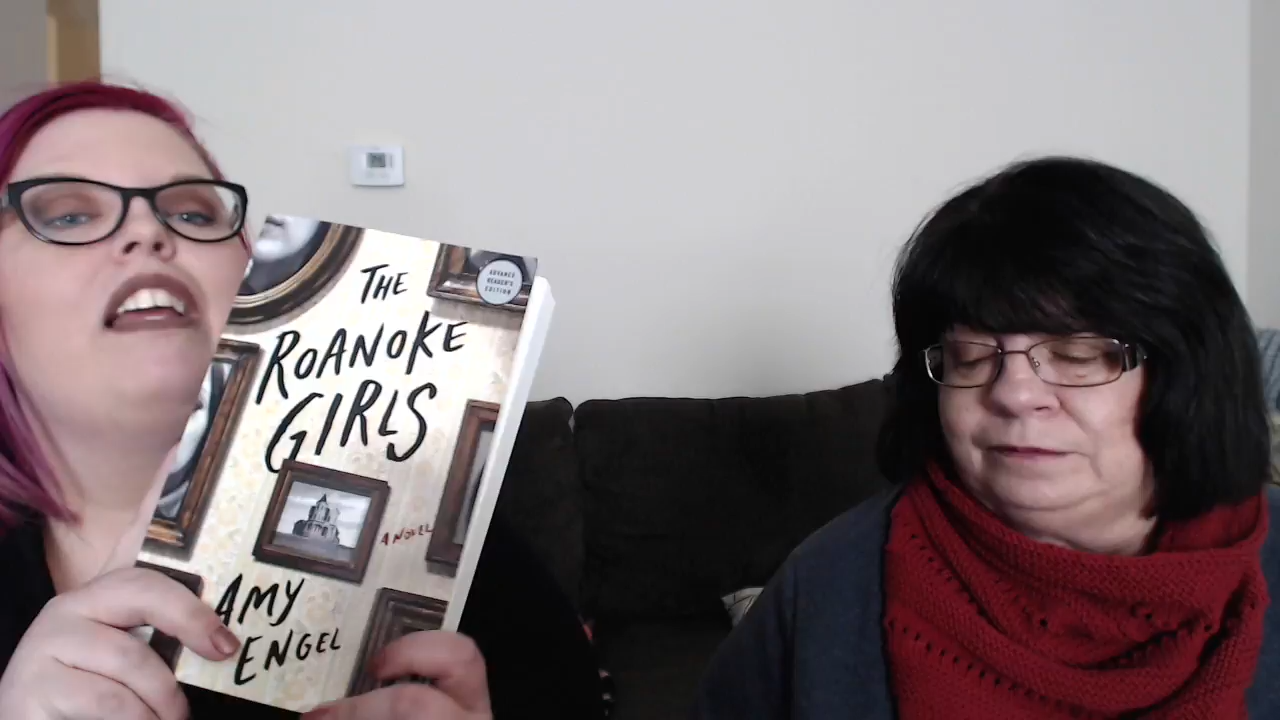 THE
ADVANCE
READER'S
EDITION
ROANOKE
GIRLS
A NOVEL
AMY
ENGEL